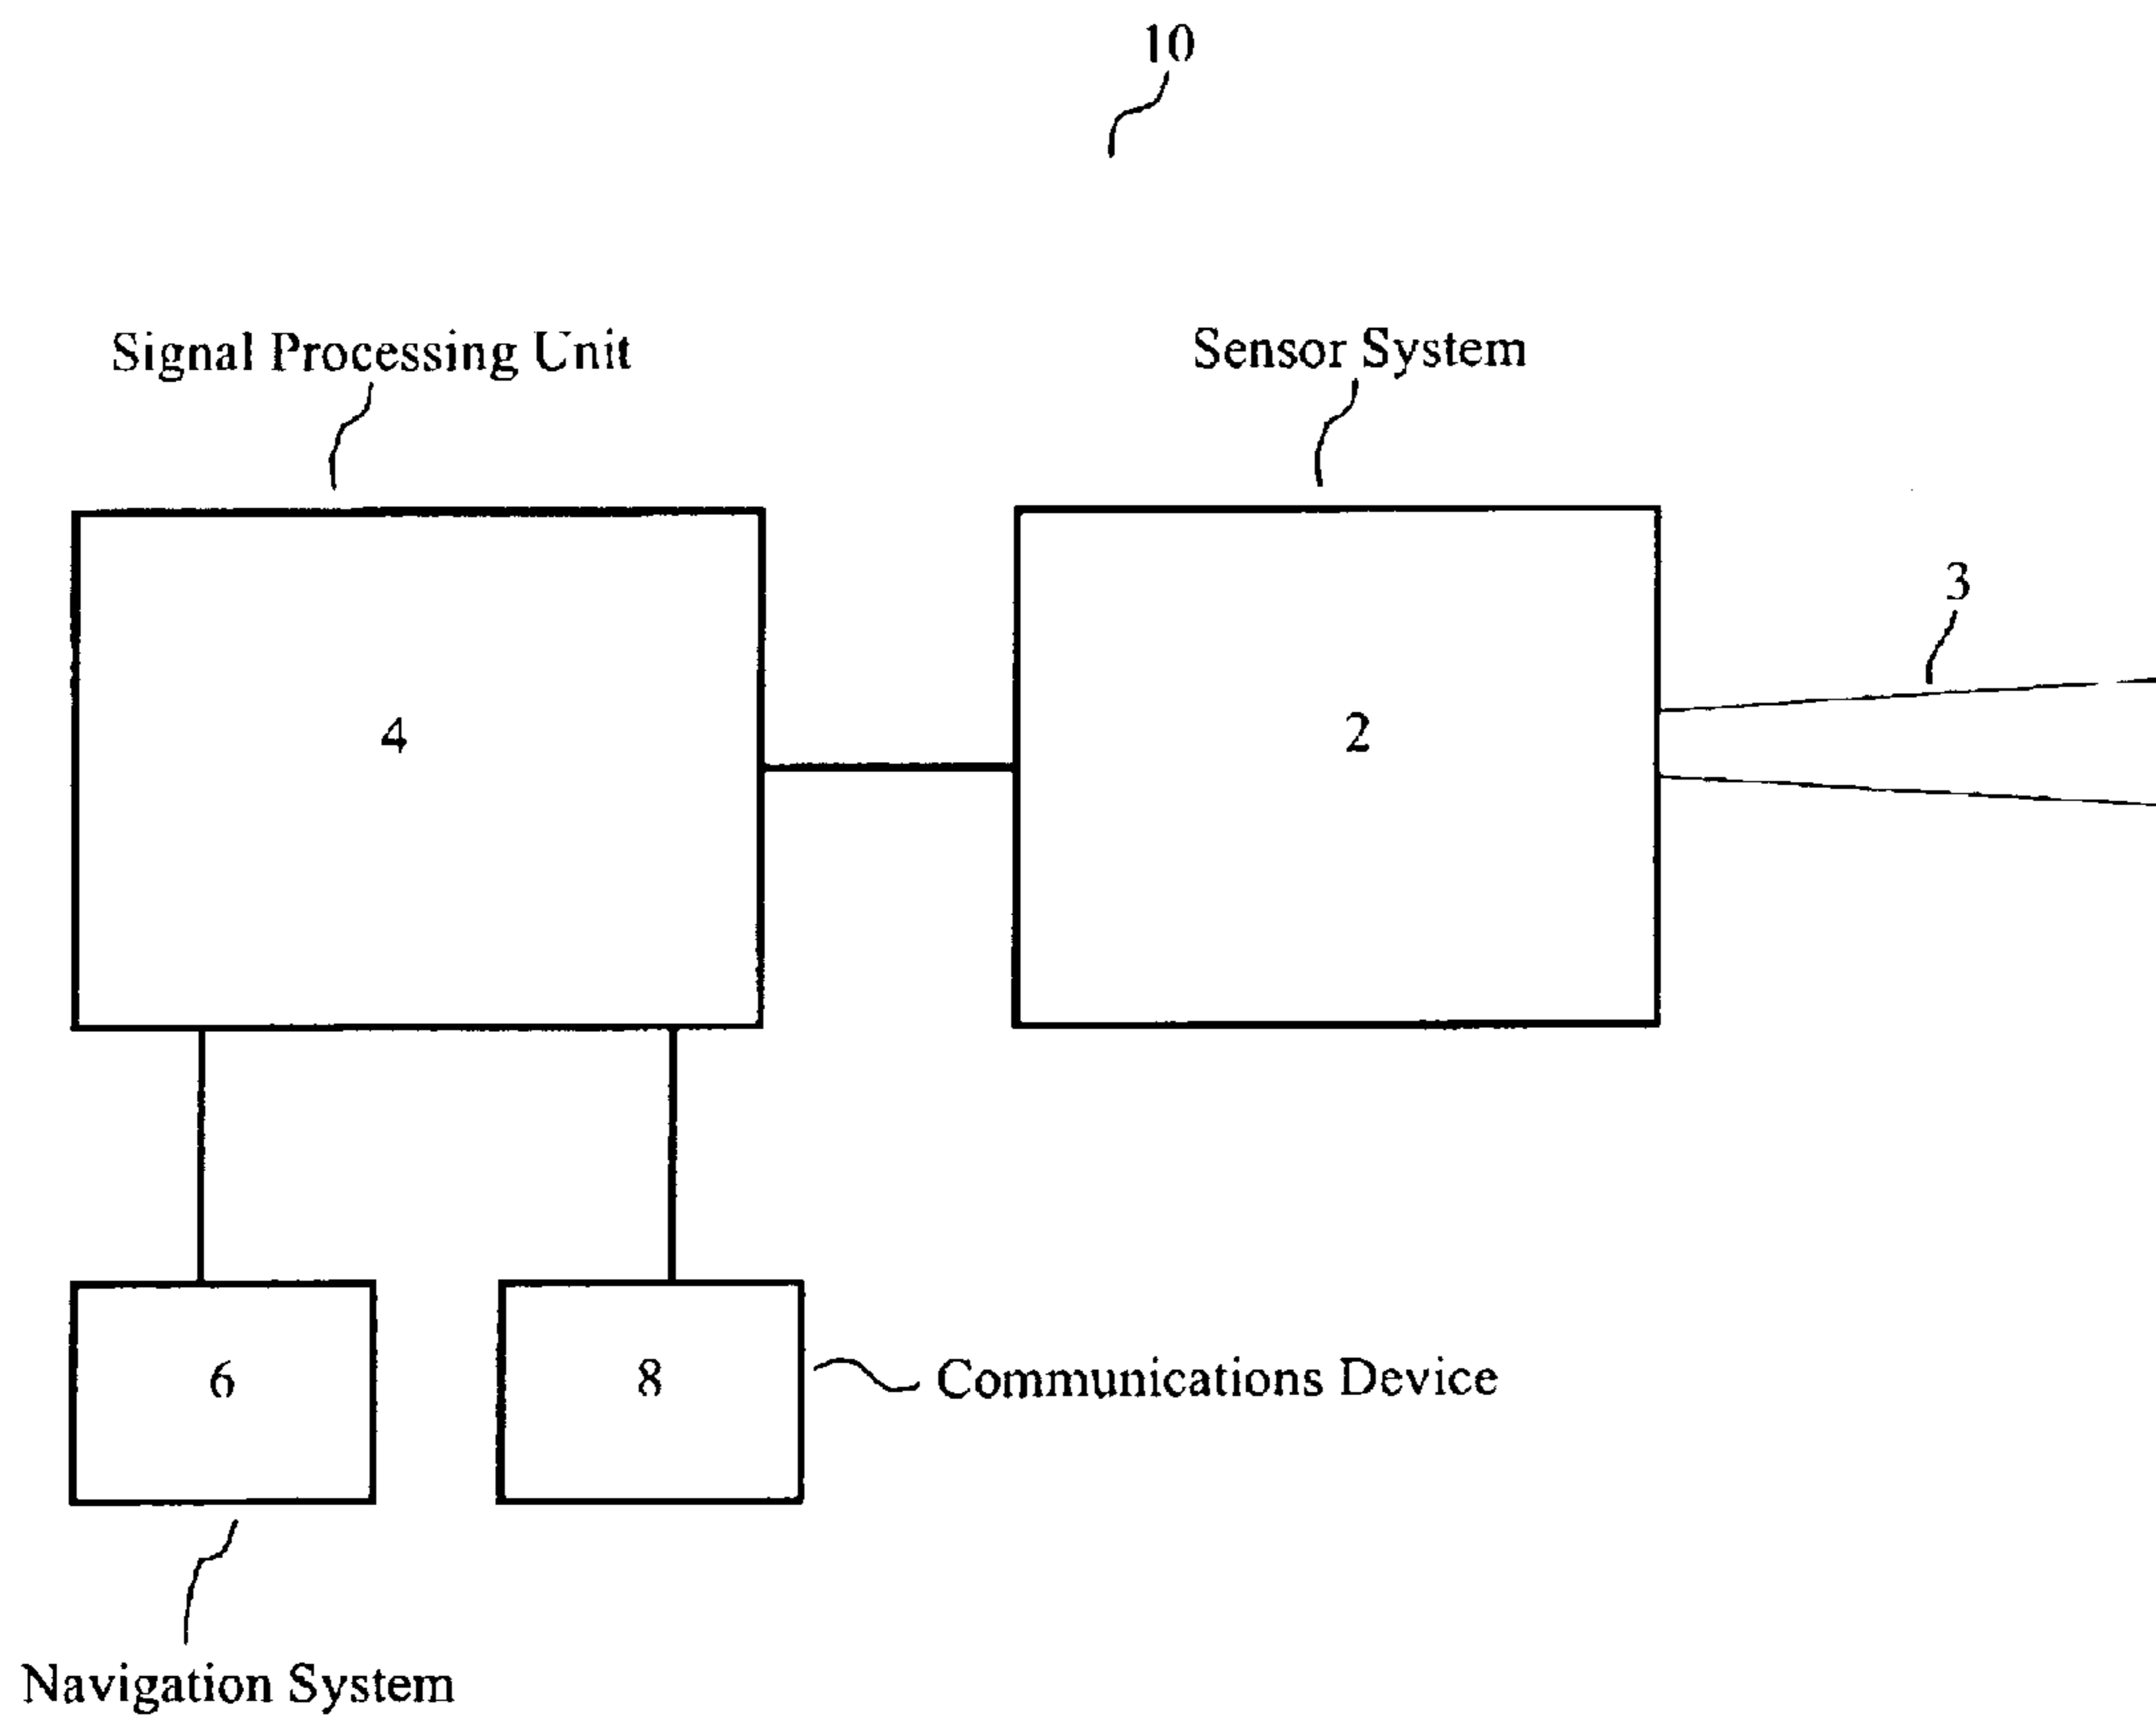 10
Signal Processing Unit
Sensor System
3
4
2
6
8
Communications Device
Navigation System